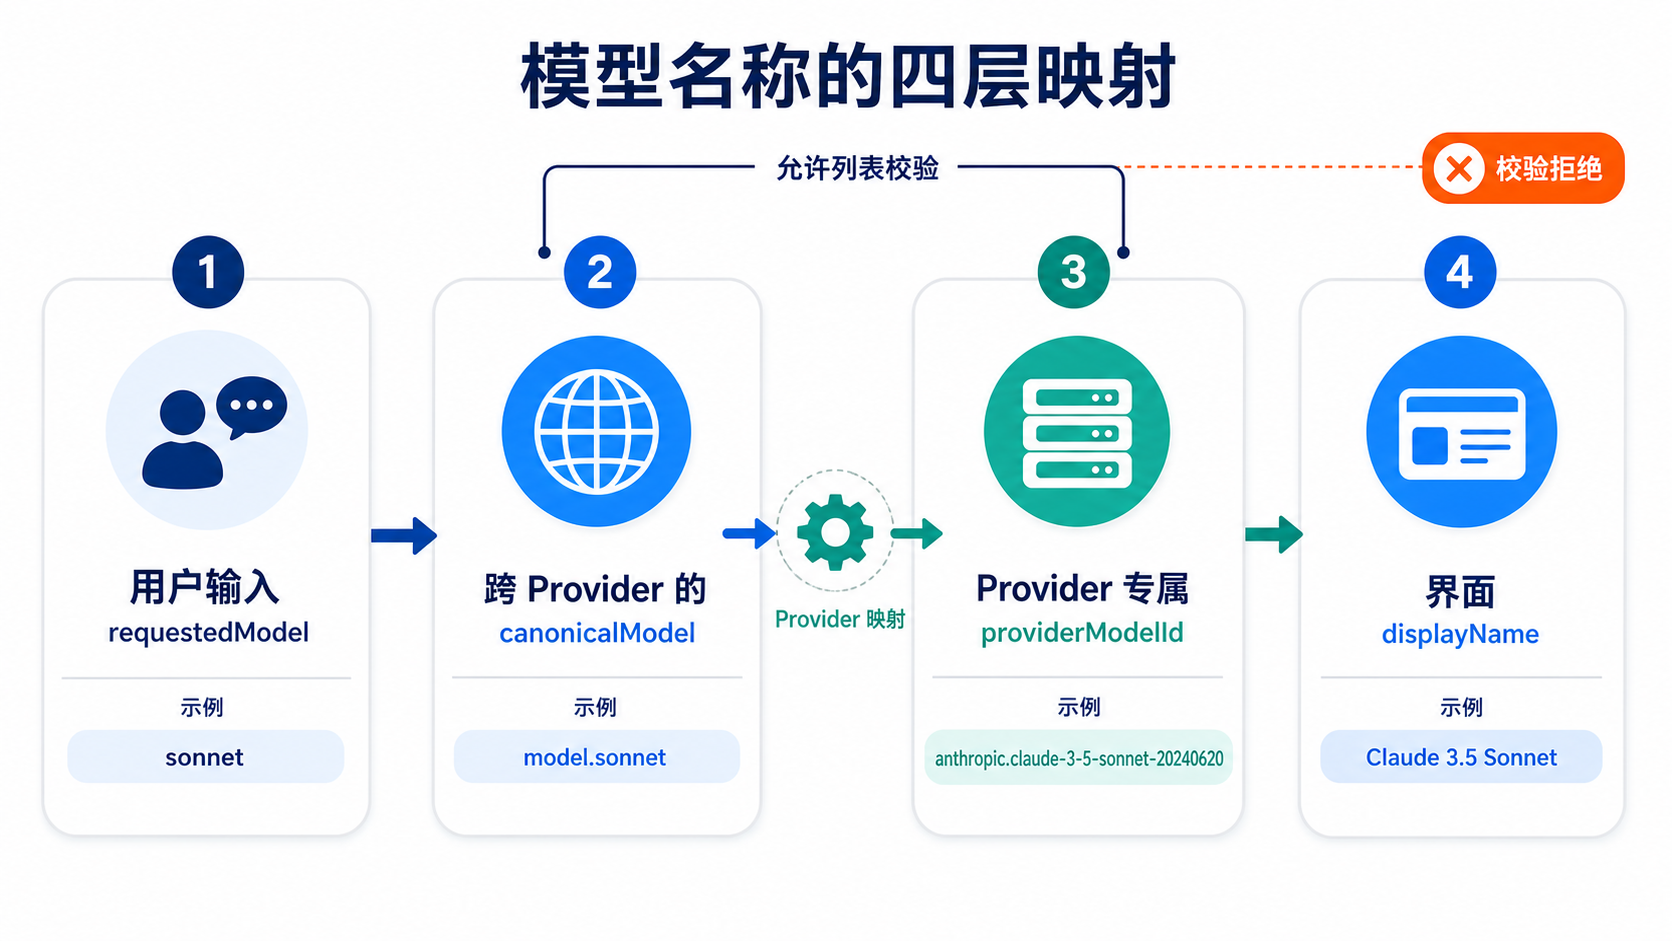 模型名称的四层映射
允许列表校验
校验拒绝
1
用户输入
requestedModel
示例
sonnet
2
跨 Provider 的
canonicalModel
示例
model.sonnet
Provider 映射
3
Provider 专属
providerModelId
示例
anthropic.claude-3-5-sonnet-20240620
4
界面
displayName
示例
Claude 3.5 Sonnet